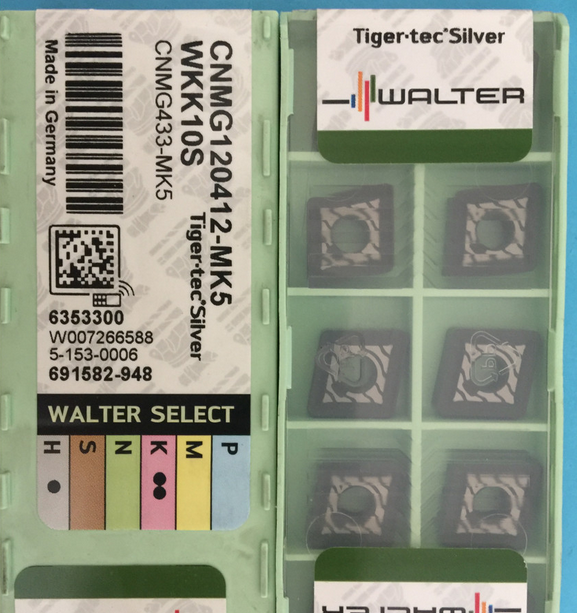 CNMG120412-MK5
WKK10S
Tiger·tec®Silver
CNMG433-MK5
Made in Germany
6353300
W007266588
5-153-0006
691582-948
WALTER SELECT
H S N K M P
Tiger·tec®Silver
WALTER
WALTER